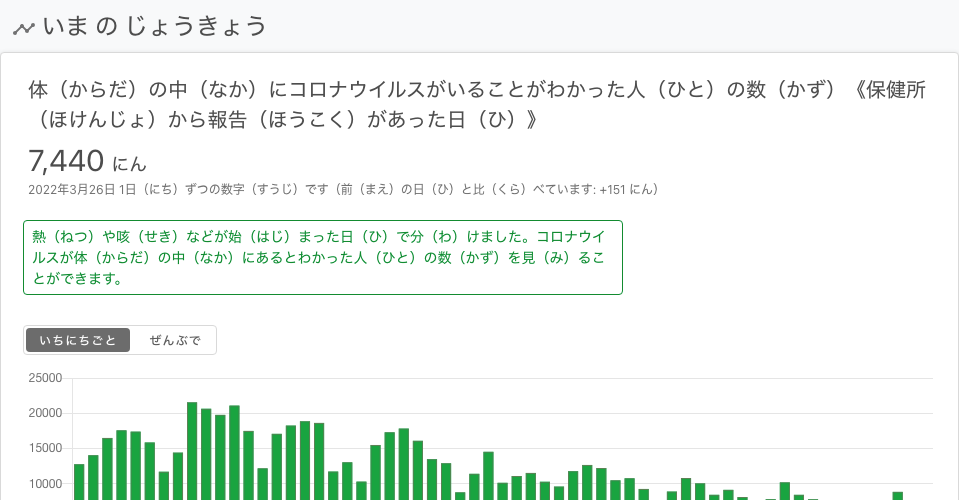 いま の じょうきょう
体（からだ）の中（なか）にコロナウイルスがいることがわかった人（ひと）の数（かず）《保健所
（ほけんじょ）から報告（ほうこく）があった日（ひ）》
7,440 にん
2022年3月26日 1日（にち）ずつの数字（すうじ）です（前（まえ）の日（ひ）と比（くら）べています: +151 にん）
熱（ねつ）や咳（せき）などが始（はじ）まった日（ひ）で分（わ）けました。コロナウイ
ルスが体（からだ）の中（なか）にあるとわかった人（ひと）の数（かず）を見（み）るこ
とができます。
いちにちごと ぜんぶで
25000
20000
15000
10000